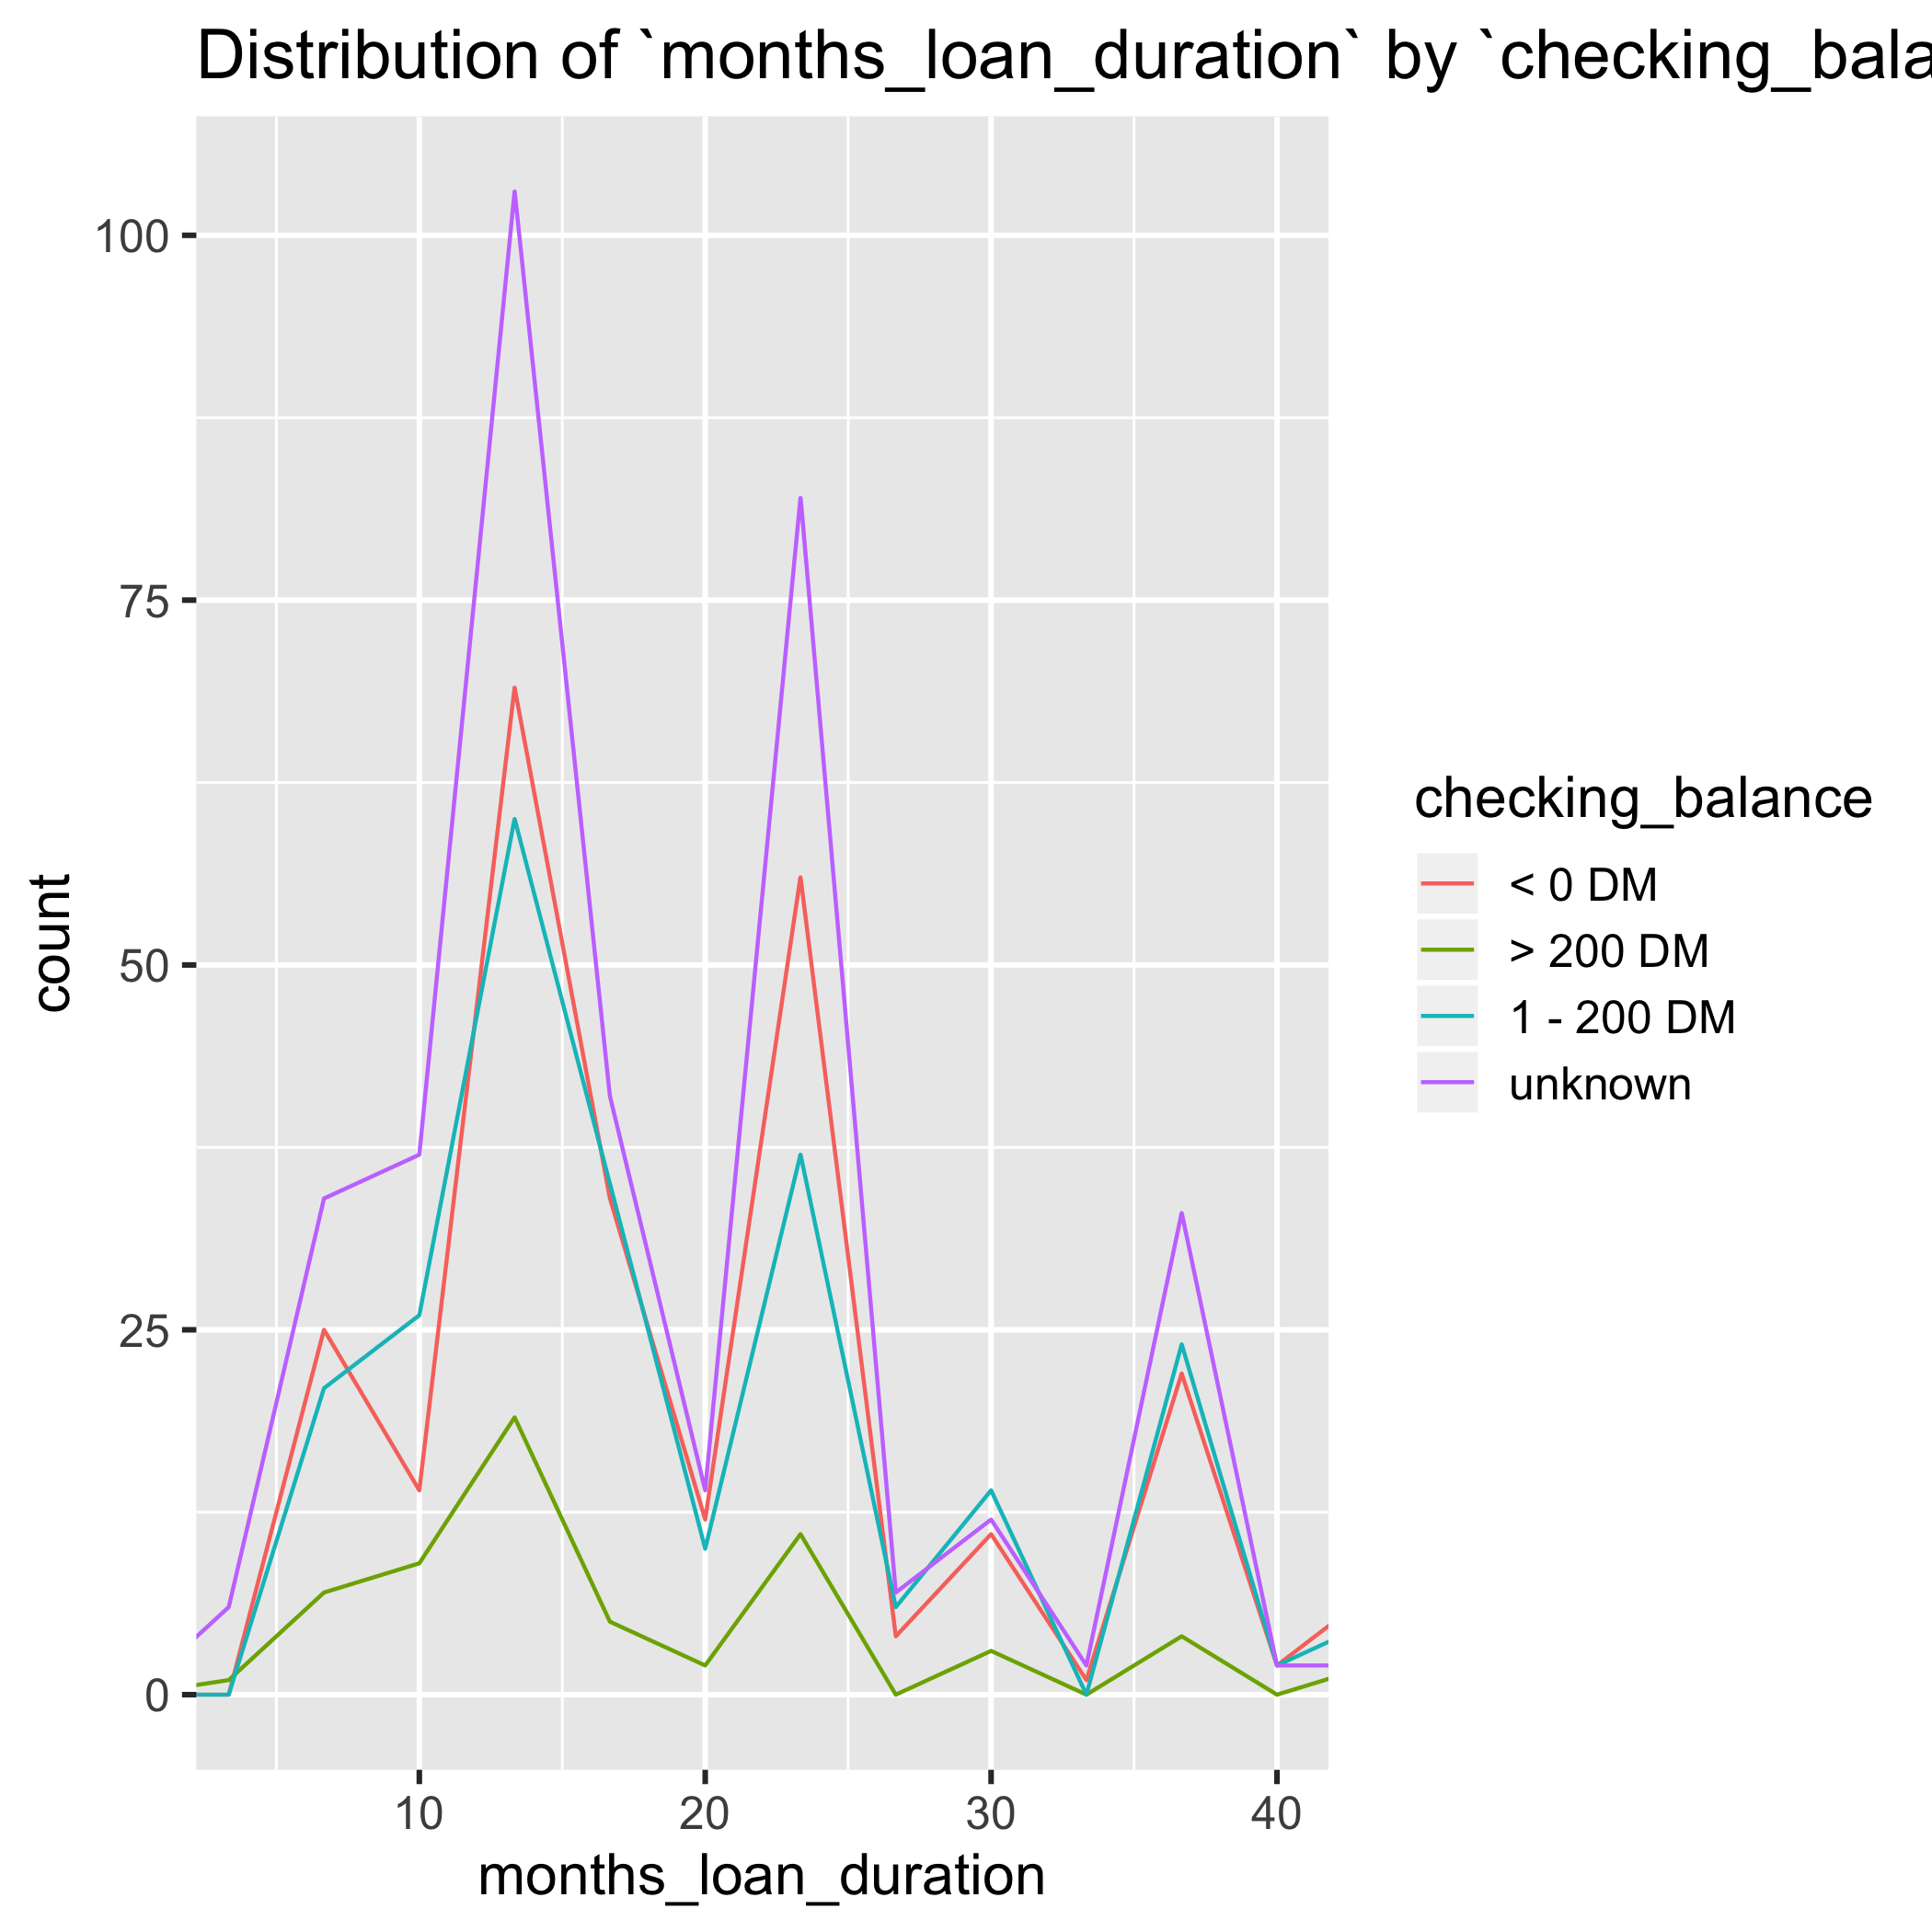 Distribution of `months_loan_duration` by `checking_bala
100
75
50
25
0
count
10 20 30 40
months_loan_duration
checking_balance
< 0 DM
> 200 DM
1 - 200 DM
unknown